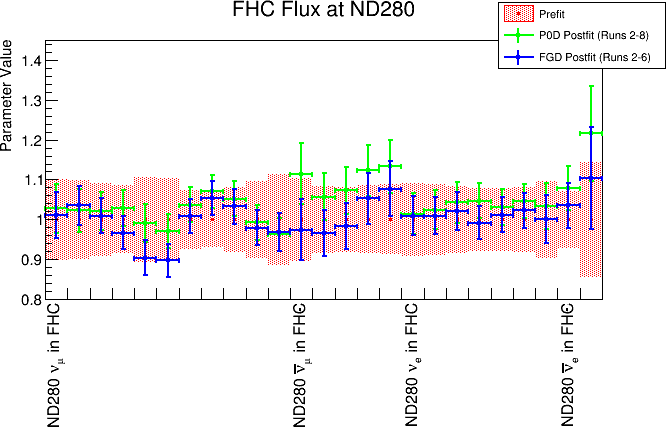 FHC Flux at ND280
Prefit
P0D Postfit (Runs 2-8)
FGD Postfit (Runs 2-6)
Parameter Value
1.4
1.3
1.2
1.1
1
0.9
0.8
ND280 ν_μ in FHC
ND280 ν̅_μ in FHC
ND280 ν_e in FHC
ND280 ν̅_e in FHC